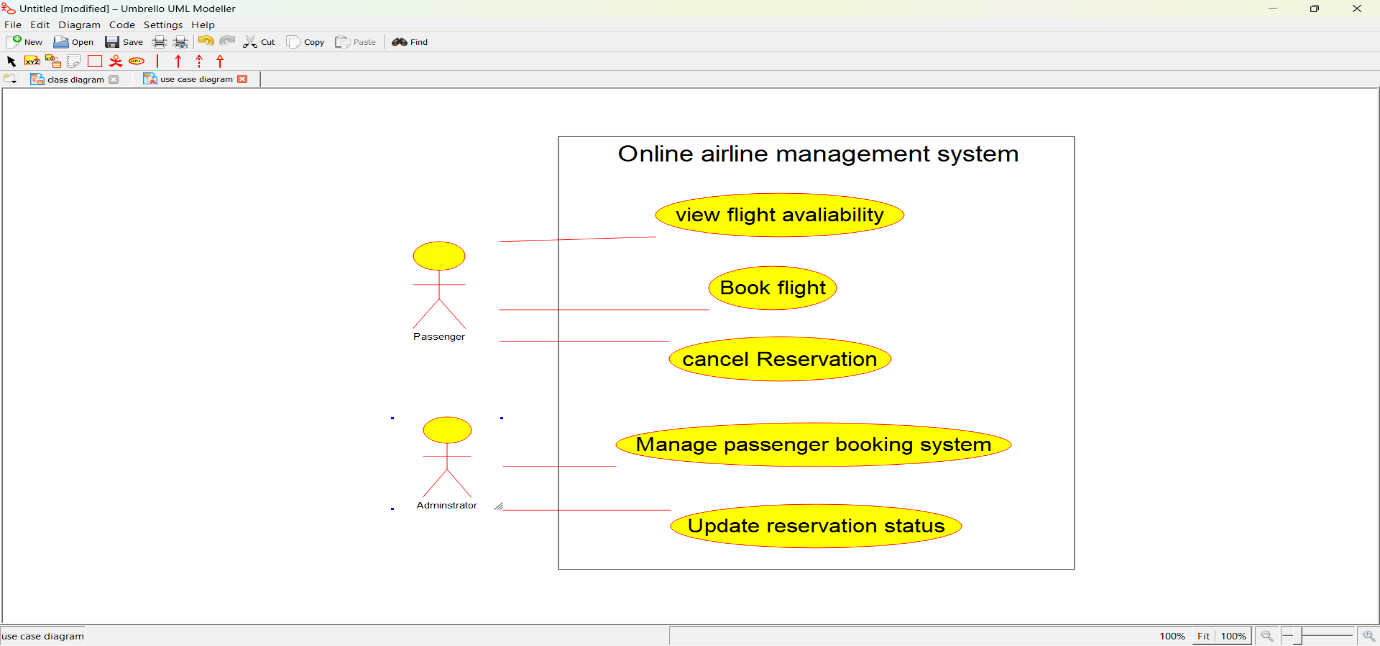 Untitled [modified] – Umbrello UML Modeller
File Edit Diagram Code Settings Help
New Open Save Cut Copy Paste Find
XYZ ABC
class diagram use case diagram
Online airline management system
view flight avaliability
Book flight
Passenger
cancel Reservation
Manage passenger booking system
Adminstrator
Update reservation status
use case diagram 100% Fit 100%